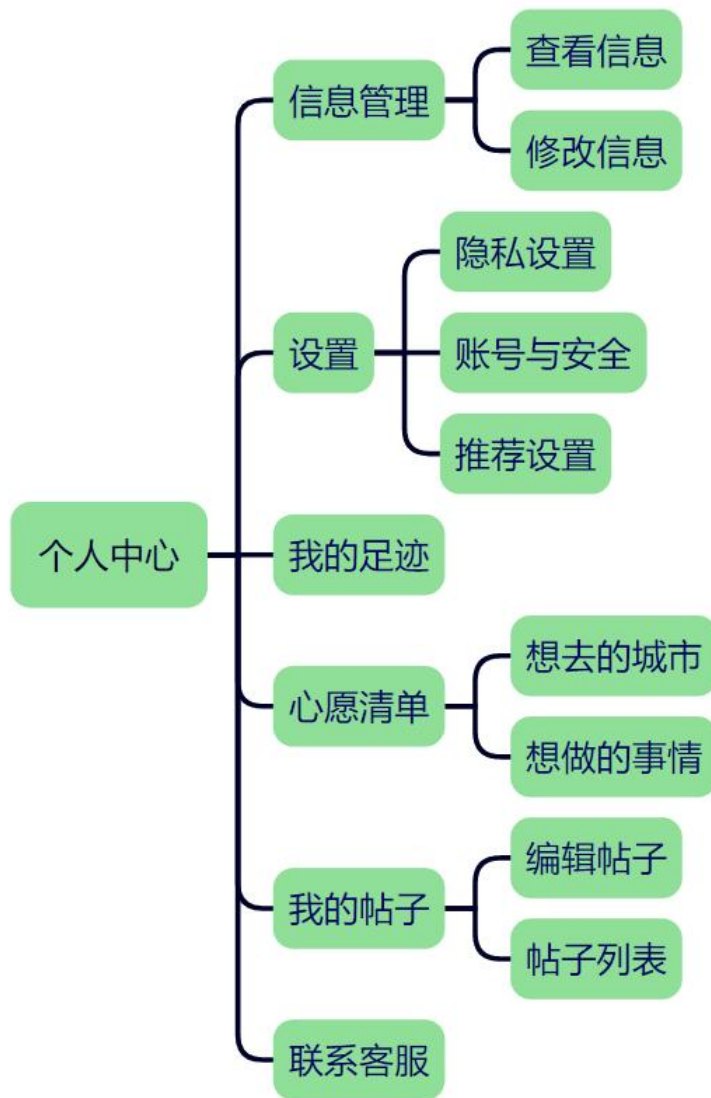 查看信息
信息管理
修改信息
隐私设置
设置
账号与安全
推荐设置
个人中心
我的足迹
想去的城市
心愿清单
想做的事情
编辑帖子
我的帖子
帖子列表
联系客服